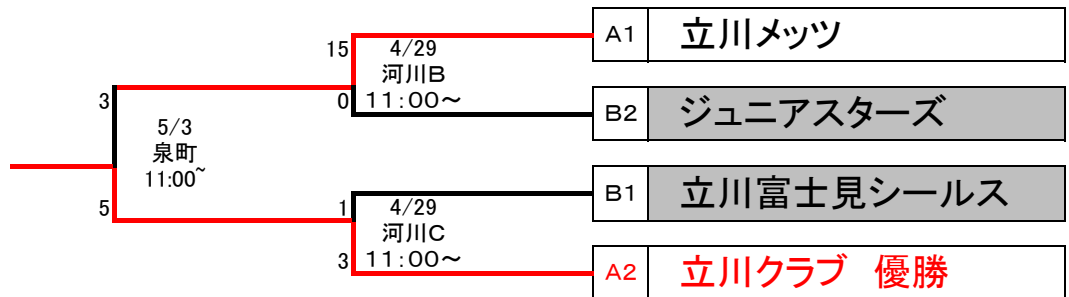 A1 立川メッツ
15 4/29
河川B
0 11:00～
B2 ジュニアスターズ
3
5/3
泉町
11:00~
5
B1 立川富士見シールス
1 4/29
河川C
3 11:00～
A2 立川クラブ 優勝